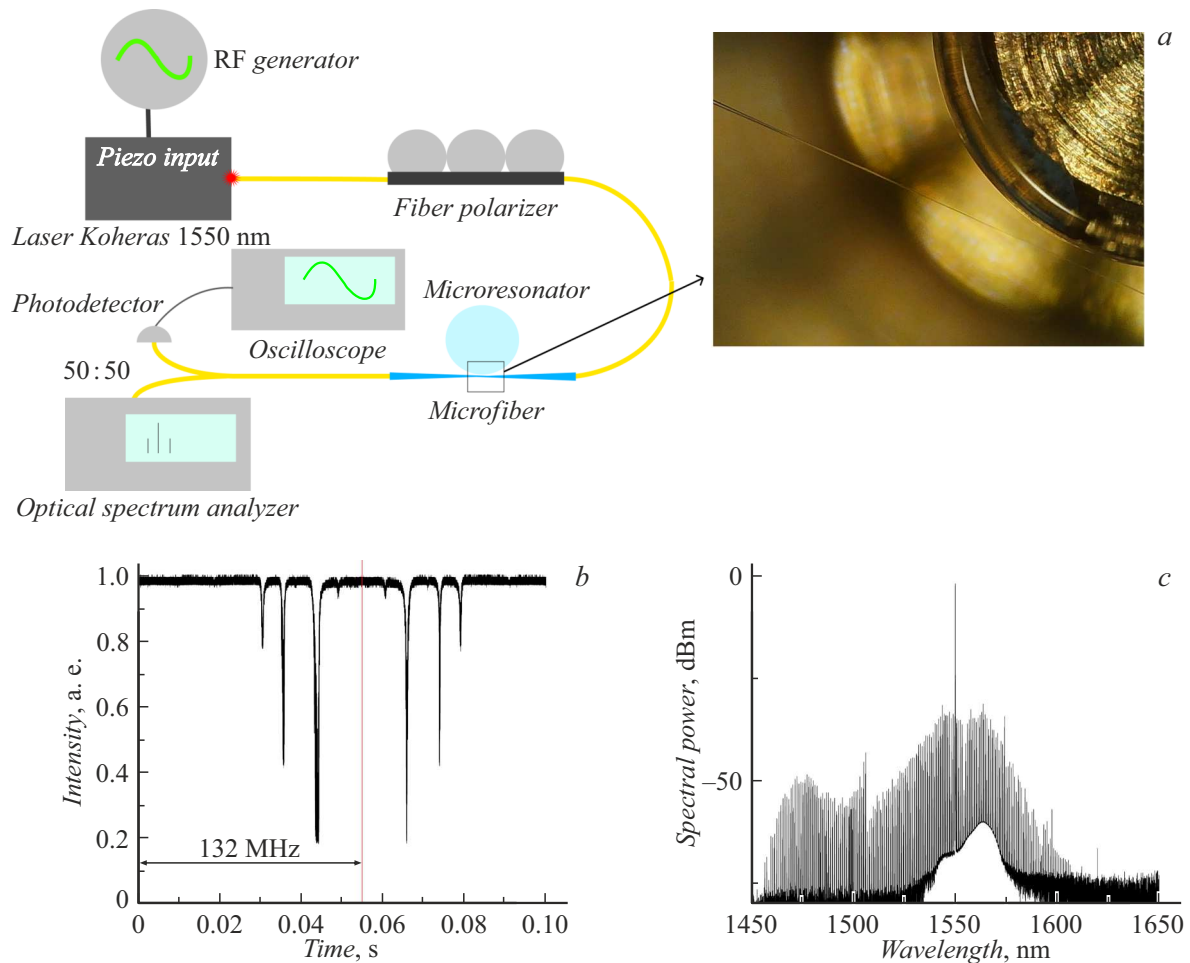 a
RF generator
Piezo input
Fiber polarizer
Laser Koheras 1550 nm
Photodetector
Microresonator
Oscilloscope
50 : 50
Microfiber
Optical spectrum analyzer
b
1.0
0.8
0.6
0.4
0.2
0
Intensity, a. e.
132 MHz
0 0.02 0.04 0.06 0.08 0.10
Time, s
c
0
–50
Spectral power, dBm
1450 1500 1550 1600 1650
Wavelength, nm